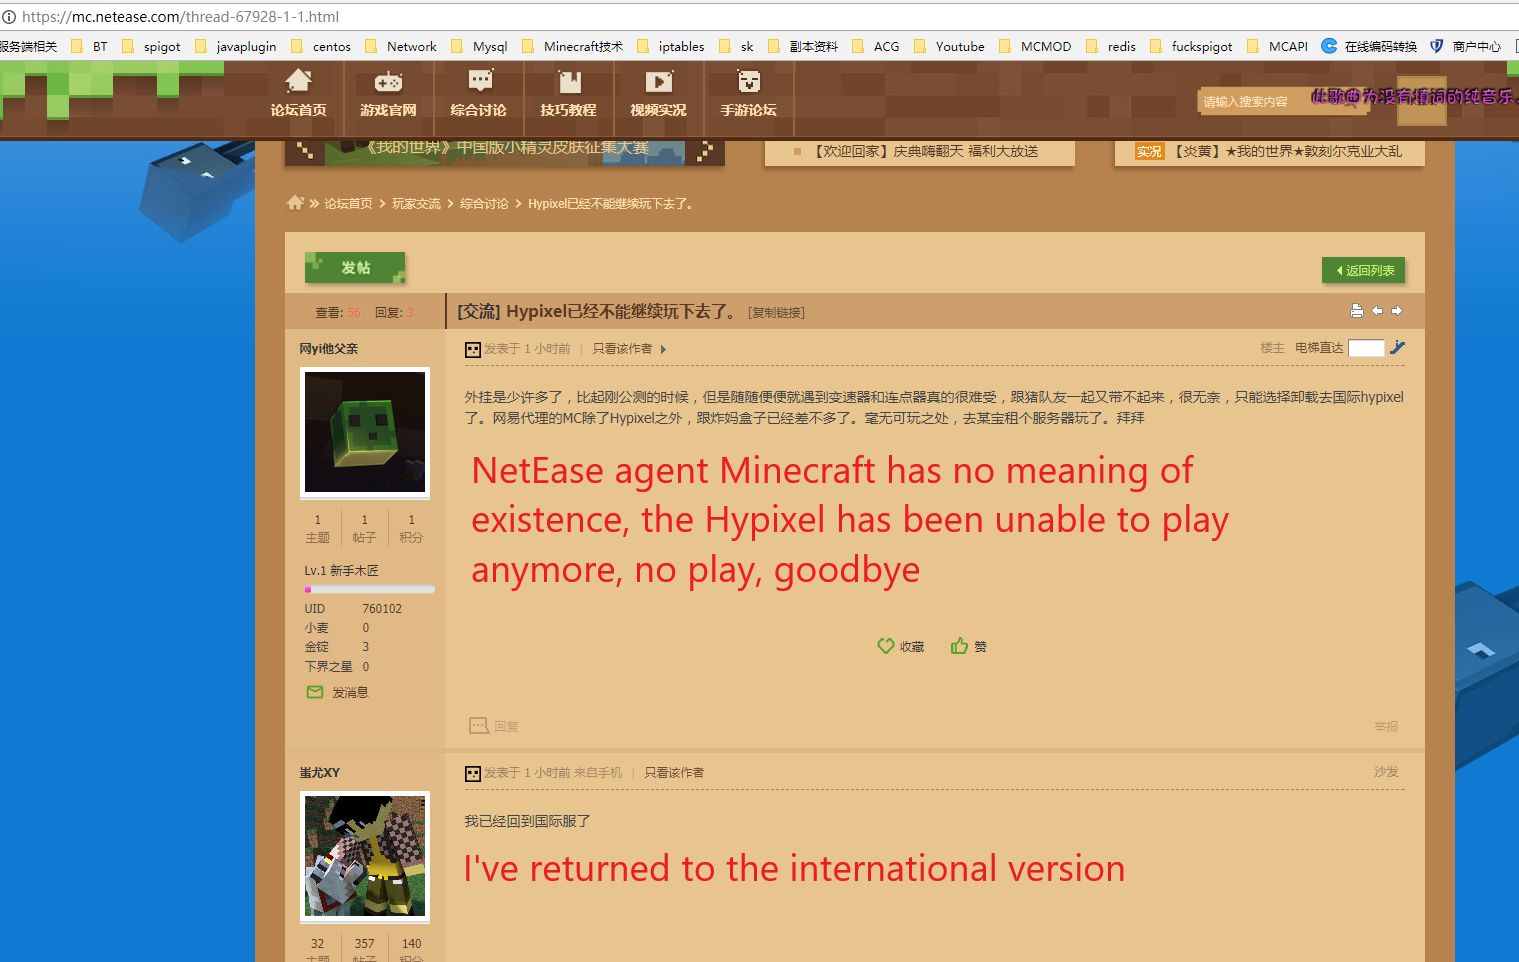 https://mc.netease.com/thread-67928-1-1.html
服务端相关 BT spigot javaplugin centos Network Mysql Minecraft技术 iptables sk 副本资料 ACG Youtube MCMOD redis fuckspigot MCAPI 在线编码转换 商户中心
论坛首页 游戏官网 综合讨论 技巧教程 视频实况 手游论坛
请输入搜索内容
此歌曲为没有填词的纯音乐
《我的世界》中国版小精灵皮肤征集大赛
【欢迎回家】庆典嗨翻天 福利大放送
实况 【炎黄】★我的世界★敦刻尔克业大乱
» 论坛首页 > 玩家交流 > 综合讨论 > Hypixel已经不能继续玩下去了。
发帖
返回列表
查看: 56 | 回复: 3
[交流] Hypixel已经不能继续玩下去了。 [复制链接]
网yi他父亲
发表于 1 小时前 | 只看该作者
楼主 电梯直达
外挂是少许多了，比起刚公测的时候，但是随随便便就遇到变速器和连点器真的很难受，跟猪队友一起又带不起来，很无奈，只能选择卸载去国际hypixel
了。网易代理的MC除了Hypixel之外，跟炸妈盒子已经差不多了。毫无可玩之处，去某宝租个服务器玩了。拜拜
NetEase agent Minecraft has no meaning of
existence, the Hypixel has been unable to play
anymore, no play, goodbye
1 1 1
主题 帖子 积分
Lv.1 新手木匠
UID 760102
小麦 0
金锭 3
下界之星 0
发消息
收藏 赞
回复
举报
蚩尤XY
发表于 1 小时前 来自手机 | 只看该作者
沙发
我已经回到国际服了
I've returned to the international version
32 357 140
主题 帖子 积分